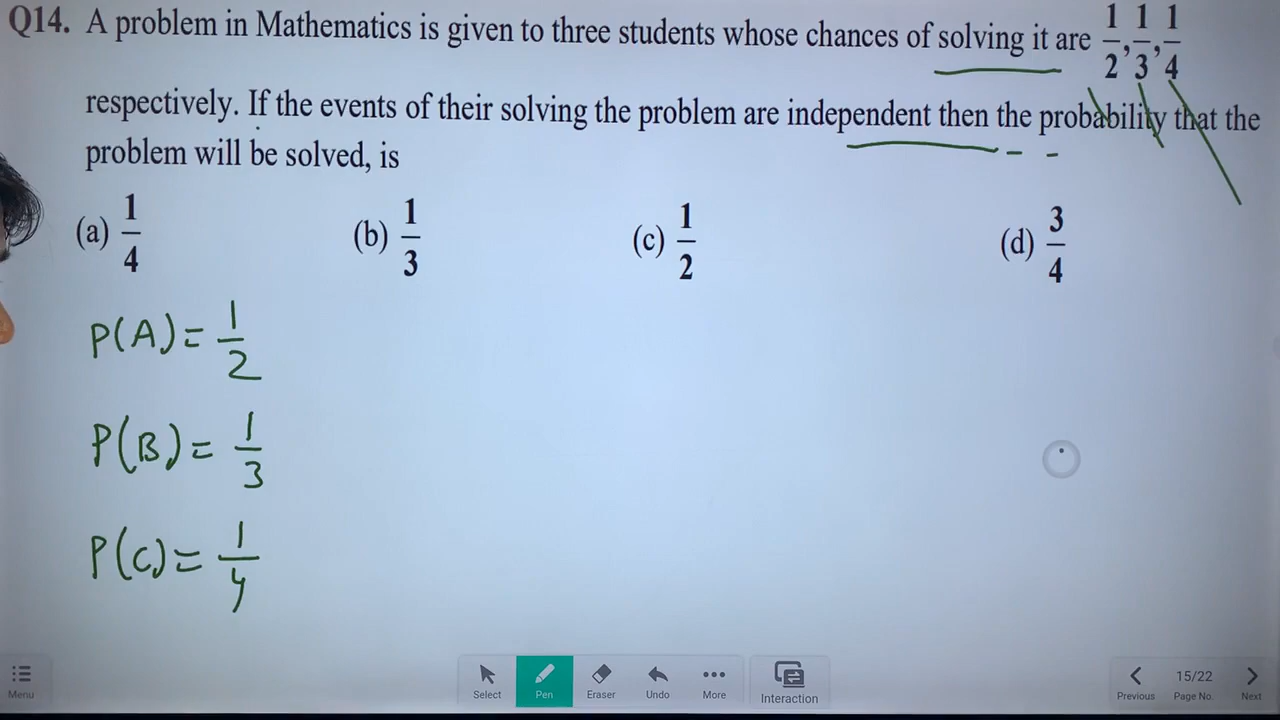 Q14. A problem in Mathematics is given to three students whose chances of solving it are 1/2, 1/3, 1/4
respectively. If the events of their solving the problem are independent then the probability that the
problem will be solved, is
(a) 1/4 (b) 1/3 (c) 1/2 (d) 3/4
P(A) = 1/2
P(B) = 1/3
P(C) = 1/4
Menu Select Pen Eraser Undo More Interaction Previous 15/22 Page No. Next